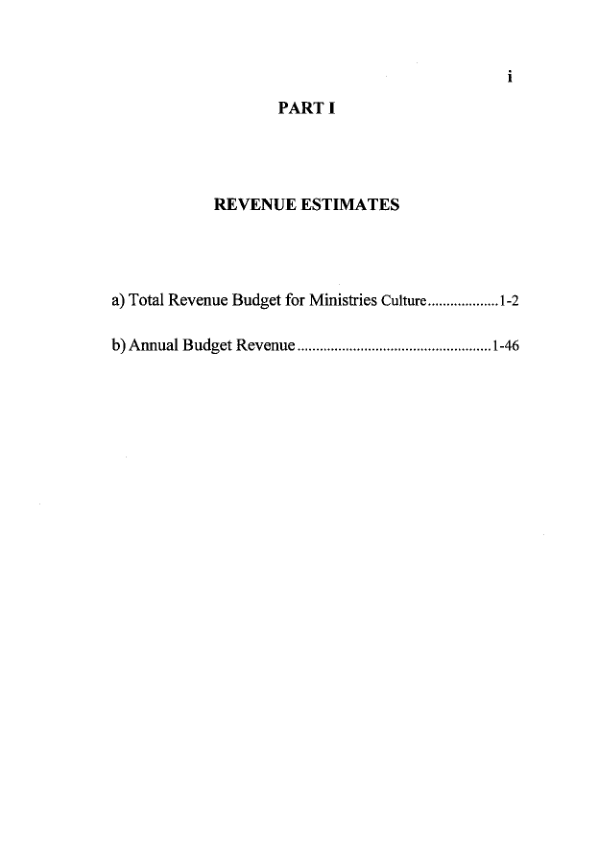 i
PART I
REVENUE ESTIMATES
a) Total Revenue Budget for Ministries Culture...................1-2
b) Annual Budget Revenue....................................................1-46